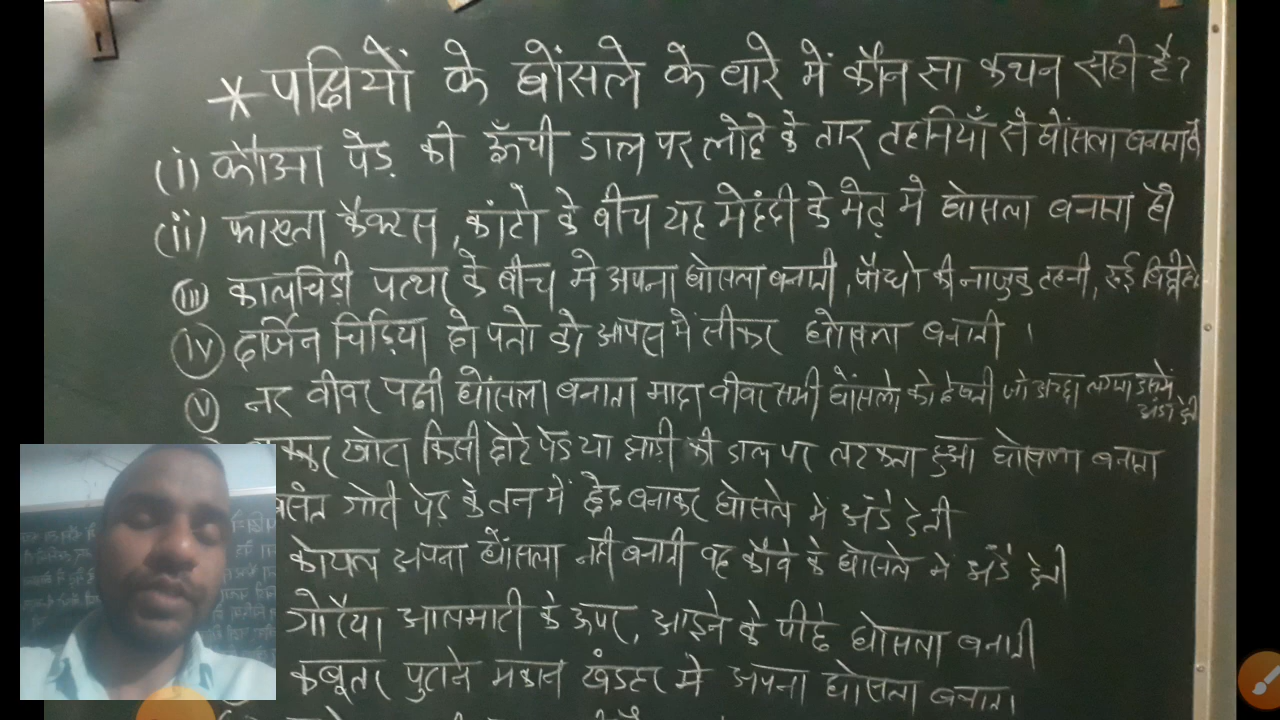 * पक्षियों के घोंसले के बारे में कौन सा कथन सही है?
(i) कौआ पेड़ की ऊँची डाल पर लोहे के तार टहनियाँ से घोंसला बनाता है
(ii) फाख्ता कैक्टस, कांटो के बीच यह मेहंदी के मेढ़ मे घोसला बनाता है
(iii) कालचिडी पत्थर के बीच मे अपना घोसला बनाती, पौधो की नाजुक टहनी, रुई
(iv) दर्जिन चिड़िया दो पतो को आपस में सीकर घोसला बनाती ।
(v) नर वीवर पक्षी घोंसला बनाता मादा वीवर सभी घोंसले को देखती जो अच्छा लगता उसमें
अंडा देती
खोरा किसी छोटे पेड या झाडी की डाल पर लटकता हुआ घोसला बनाता
बसंत गौरी पेड़ के तन में छेद बनाकर घोसले में अंडे देती
कोयल अपना घोंसला नही बनाती वह कौवे के घोसले मे अंडे देती
गौरैया आलमारी के ऊपर, आइने के पीछे घोसला बनाती
कबूतर पुराने मकान खंडहर में अपना घोसला बनाता।